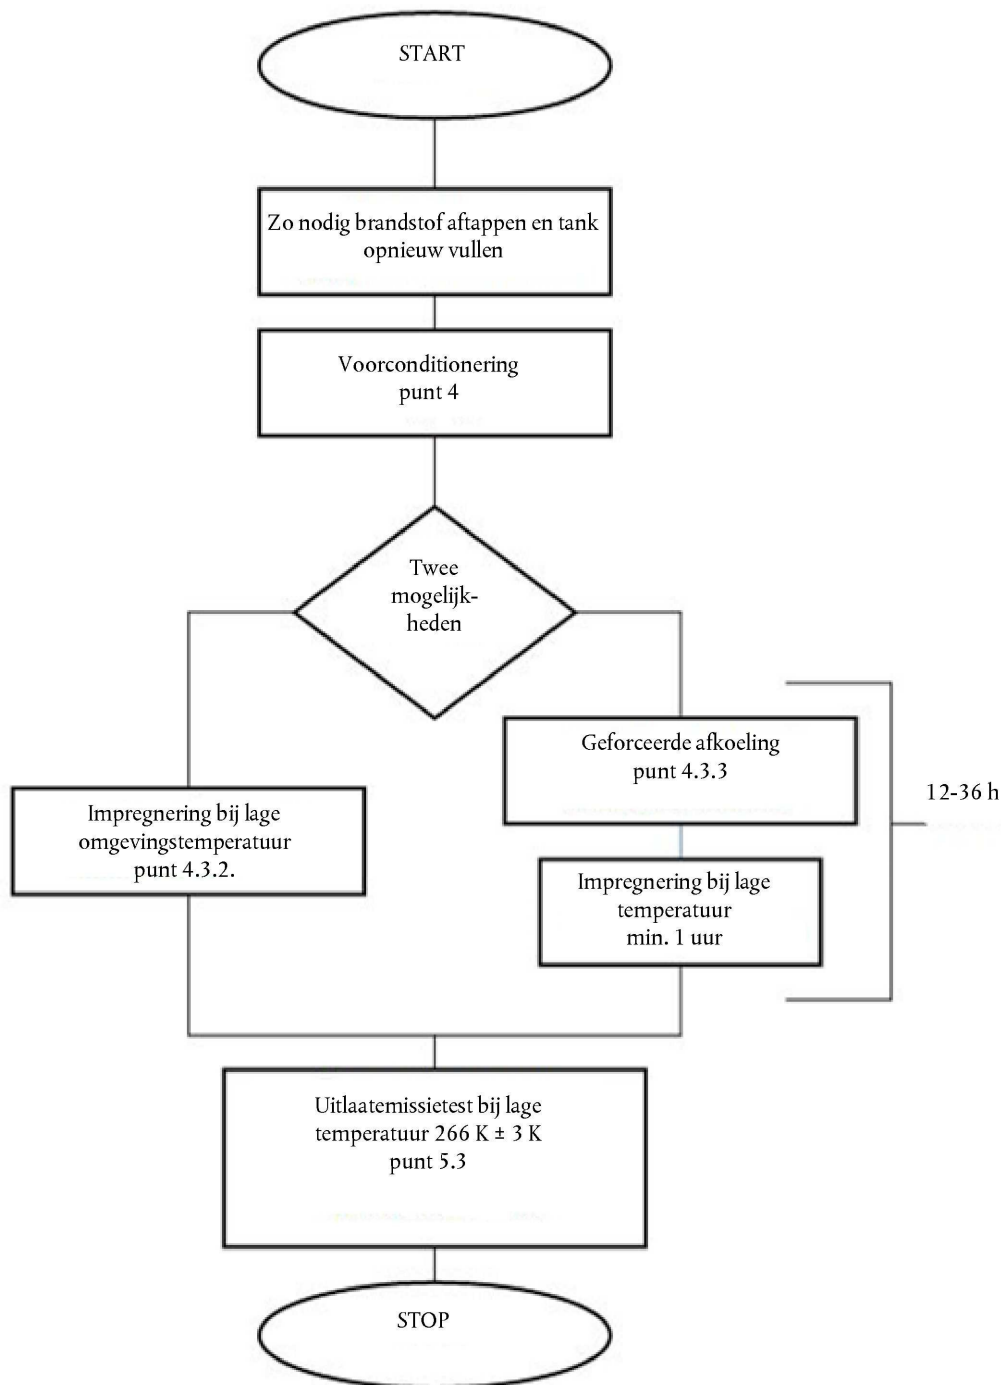 START
Zo nodig brandstof aftappen en tank
opnieuw vullen
Voorconditionering
punt 4
Twee
mogelijk-
heden
Geforceerde afkoeling
punt 4.3.3
12-36 h
Impregnering bij lage
omgevingstemperatuur
punt 4.3.2.
Impregnering bij lage
temperatuur
min. 1 uur
Uitlaatemissietest bij lage
temperatuur 266 K ± 3 K
punt 5.3
STOP